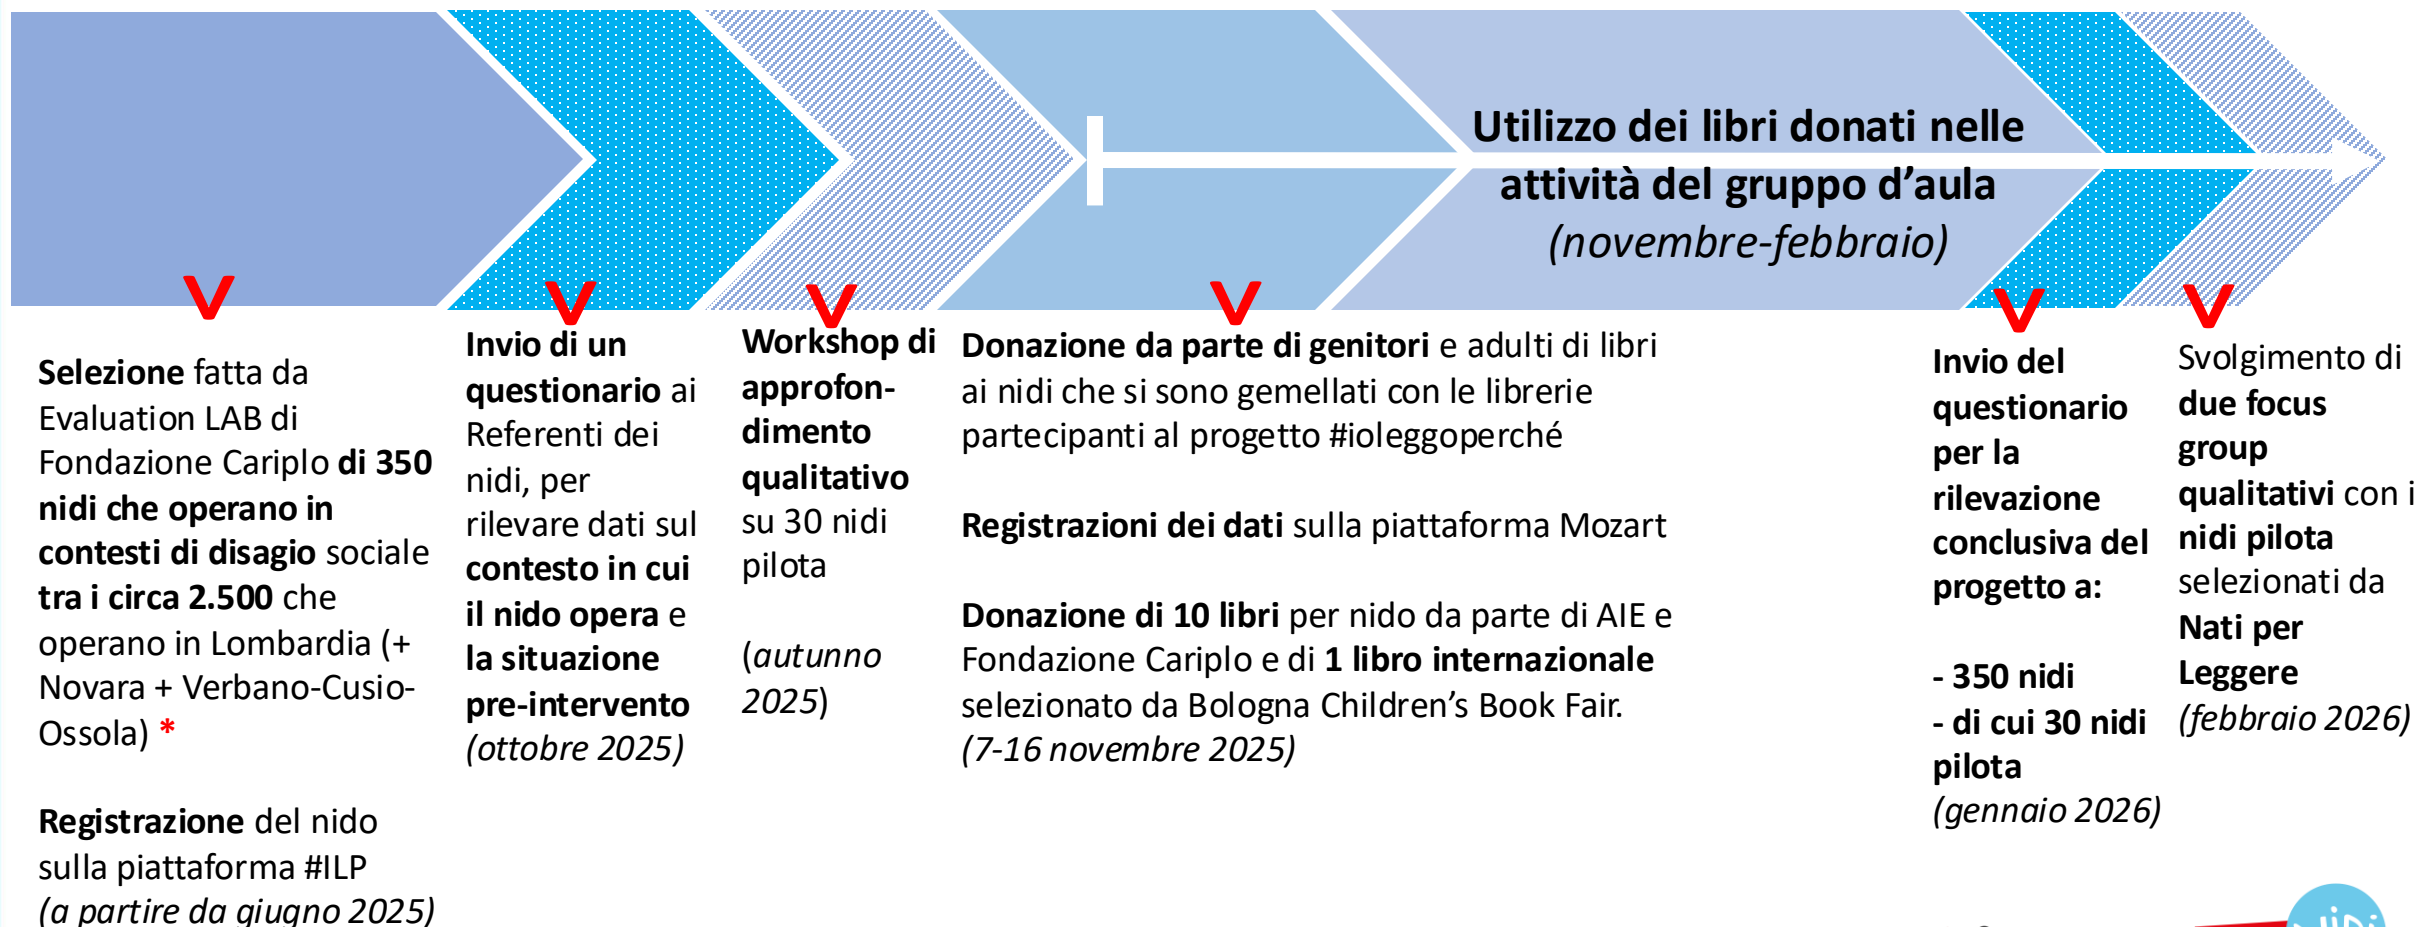 Utilizzo dei libri donati nelle
attività del gruppo d’aula
(novembre-febbraio)
Selezione fatta da
Evaluation LAB di
Fondazione Cariplo di 350
nidi che operano in
contesti di disagio sociale
tra i circa 2.500 che
operano in Lombardia (+
Novara + Verbano-Cusio-
Ossola) *
Registrazione del nido
sulla piattaforma #ILP
(a partire da giugno 2025)
Invio di un
questionario ai
Referenti dei
nidi, per
rilevare dati sul
contesto in cui
il nido opera e
la situazione
pre-intervento
(ottobre 2025)
Workshop di
approfon-
dimento
qualitativo
su 30 nidi
pilota
(autunno
2025)
Donazione da parte di genitori e adulti di libri
ai nidi che si sono gemellati con le librerie
partecipanti al progetto #ioleggoperché
Registrazioni dei dati sulla piattaforma Mozart
Donazione di 10 libri per nido da parte di AIE e
Fondazione Cariplo e di 1 libro internazionale
selezionato da Bologna Children’s Book Fair.
(7-16 novembre 2025)
Invio del
questionario
per la
rilevazione
conclusiva del
progetto a:
- 350 nidi
- di cui 30 nidi
pilota
(gennaio 2026)
Svolgimento di
due focus
group
qualitativi con i
nidi pilota
selezionati da
Nati per
Leggere
(febbraio 2026)